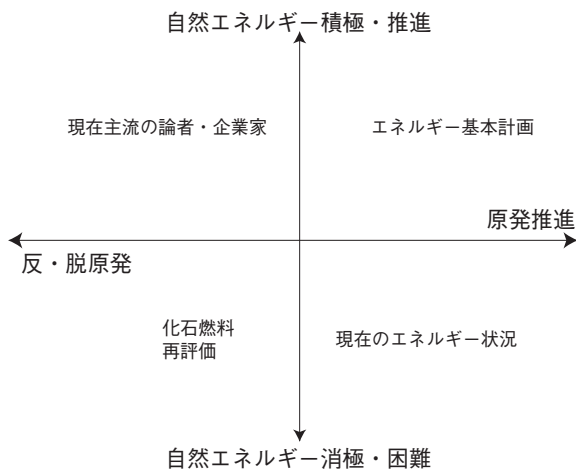 自然エネルギー積極・推進
現在主流の論者・企業家
エネルギー基本計画
原発推進
反・脱原発
化石燃料
再評価
現在のエネルギー状況
自然エネルギー消極・困難